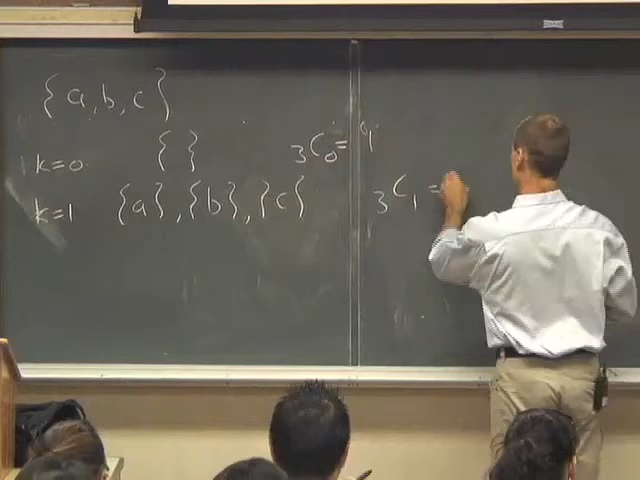 {a, b, c}
k=0 { } ₃C₀ = 1
k=1 {a}, {b}, {c} ₃C₁ =